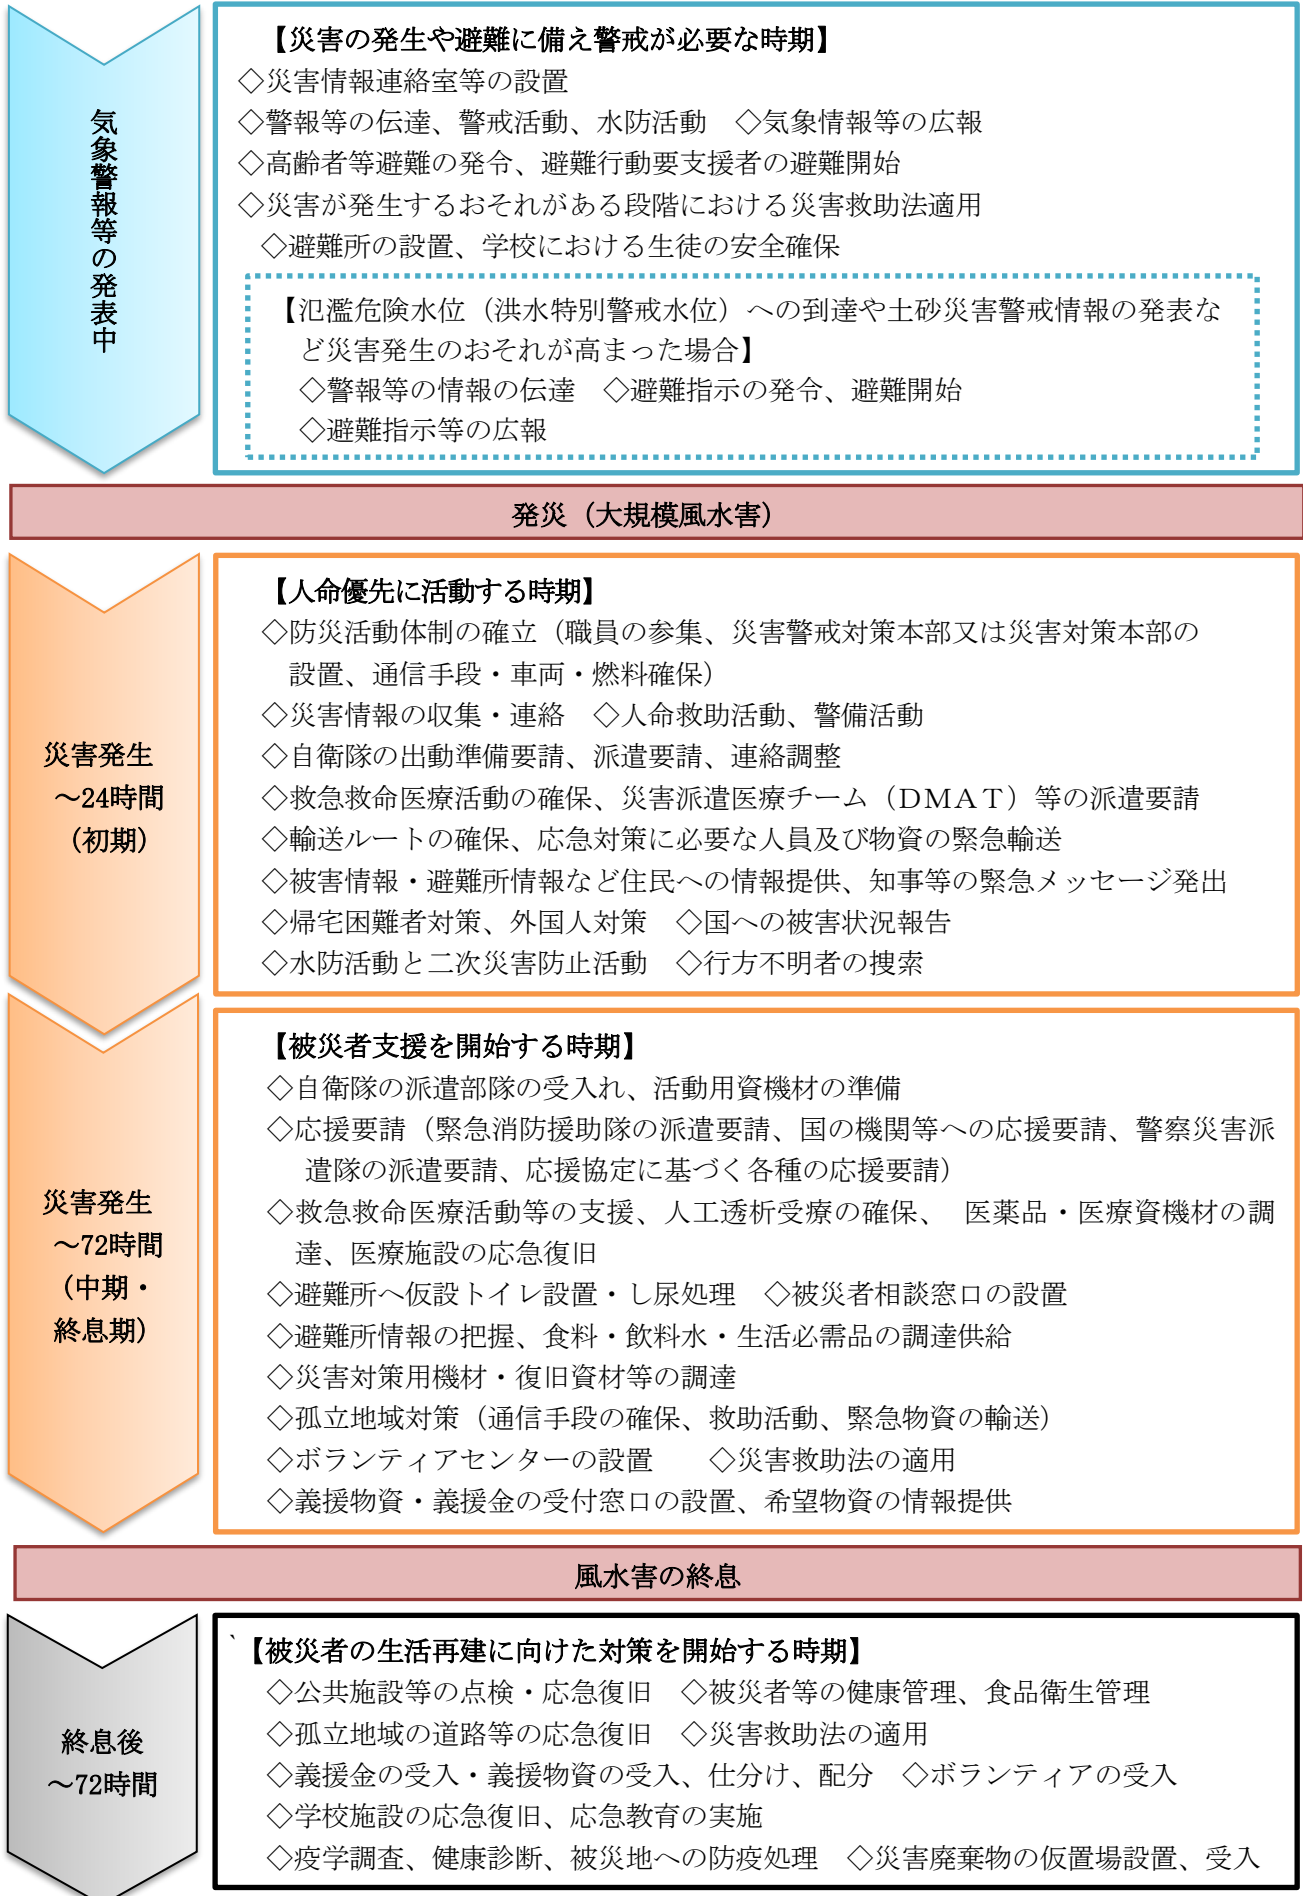 気象警報等の発表中
【災害の発生や避難に備え警戒が必要な時期】
◇災害情報連絡室等の設置
◇警報等の伝達、警戒活動、水防活動　◇気象情報等の広報
◇高齢者等避難の発令、避難行動要支援者の避難開始
◇災害が発生するおそれがある段階における災害救助法適用
◇避難所の設置、学校における生徒の安全確保
【氾濫危険水位（洪水特別警戒水位）への到達や土砂災害警戒情報の発表な
ど災害発生のおそれが高まった場合】
◇警報等の情報の伝達　◇避難指示の発令、避難開始
◇避難指示等の広報
発災（大規模風水害）
災害発生
～24時間
（初期）
【人命優先に活動する時期】
◇防災活動体制の確立（職員の参集、災害警戒対策本部又は災害対策本部の
設置、通信手段・車両・燃料確保）
◇災害情報の収集・連絡　◇人命救助活動、警備活動
◇自衛隊の出動準備要請、派遣要請、連絡調整
◇救急救命医療活動の確保、災害派遣医療チーム（ＤＭＡＴ）等の派遣要請
◇輸送ルートの確保、応急対策に必要な人員及び物資の緊急輸送
◇被害情報・避難所情報など住民への情報提供、知事等の緊急メッセージ発出
◇帰宅困難者対策、外国人対策　◇国への被害状況報告
◇水防活動と二次災害防止活動　◇行方不明者の捜索
災害発生
～72時間
（中期・
終息期）
【被災者支援を開始する時期】
◇自衛隊の派遣部隊の受入れ、活動用資機材の準備
◇応援要請（緊急消防援助隊の派遣要請、国の機関等への応援要請、警察災害派
遣隊の派遣要請、応援協定に基づく各種の応援要請）
◇救急救命医療活動等の支援、人工透析受療の確保、　医薬品・医療資機材の調
達、医療施設の応急復旧
◇避難所へ仮設トイレ設置・し尿処理　◇被災者相談窓口の設置
◇避難所情報の把握、食料・飲料水・生活必需品の調達供給
◇災害対策用機材・復旧資材等の調達
◇孤立地域対策（通信手段の確保、救助活動、緊急物資の輸送）
◇ボランティアセンターの設置　　◇災害救助法の適用
◇義援物資・義援金の受付窓口の設置、希望物資の情報提供
風水害の終息
終息後
～72時間
`【被災者の生活再建に向けた対策を開始する時期】
◇公共施設等の点検・応急復旧　◇被災者等の健康管理、食品衛生管理
◇孤立地域の道路等の応急復旧　◇災害救助法の適用
◇義援金の受入・義援物資の受入、仕分け、配分　◇ボランティアの受入
◇学校施設の応急復旧、応急教育の実施
◇疫学調査、健康診断、被災地への防疫処理　◇災害廃棄物の仮置場設置、受入